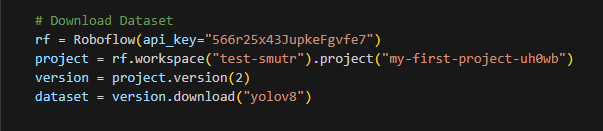 # Download Dataset
rf = Roboflow(api_key="566r25x43JupkeFgvfe7")
project = rf.workspace("test-smutr").project("my-first-project-uh0wb")
version = project.version(2)
dataset = version.download("yolov8")